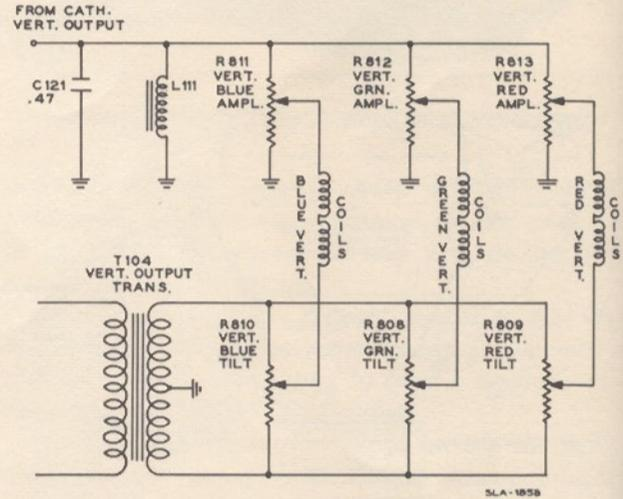 FROM CATH.
VERT. OUTPUT
C121
.47
L111
R811
VERT.
BLUE
AMPL.
R812
VERT.
GRN.
AMPL.
R813
VERT.
RED
AMPL.
BLUE VERT.
COILS
GREEN VERT.
COILS
RED VERT.
COILS
T104
VERT. OUTPUT
TRANS.
R810
VERT.
BLUE
TILT
R808
VERT.
GRN.
TILT
R809
VERT.
RED
TILT
SLA-1858